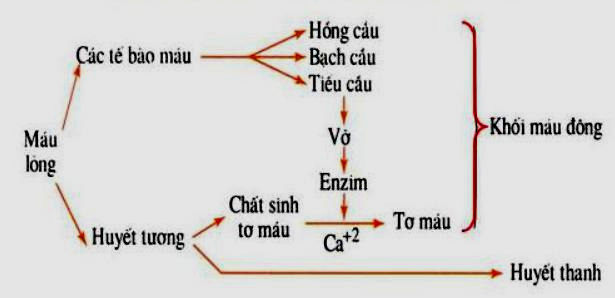 Hồng cầu
Các tế bào máu
Bạch cầu
Tiểu cầu
Máu
lỏng
Vỡ
Khối máu đông
Enzim
Chất sinh
tơ máu
Tơ máu
Ca+2
Huyết tương
Huyết thanh